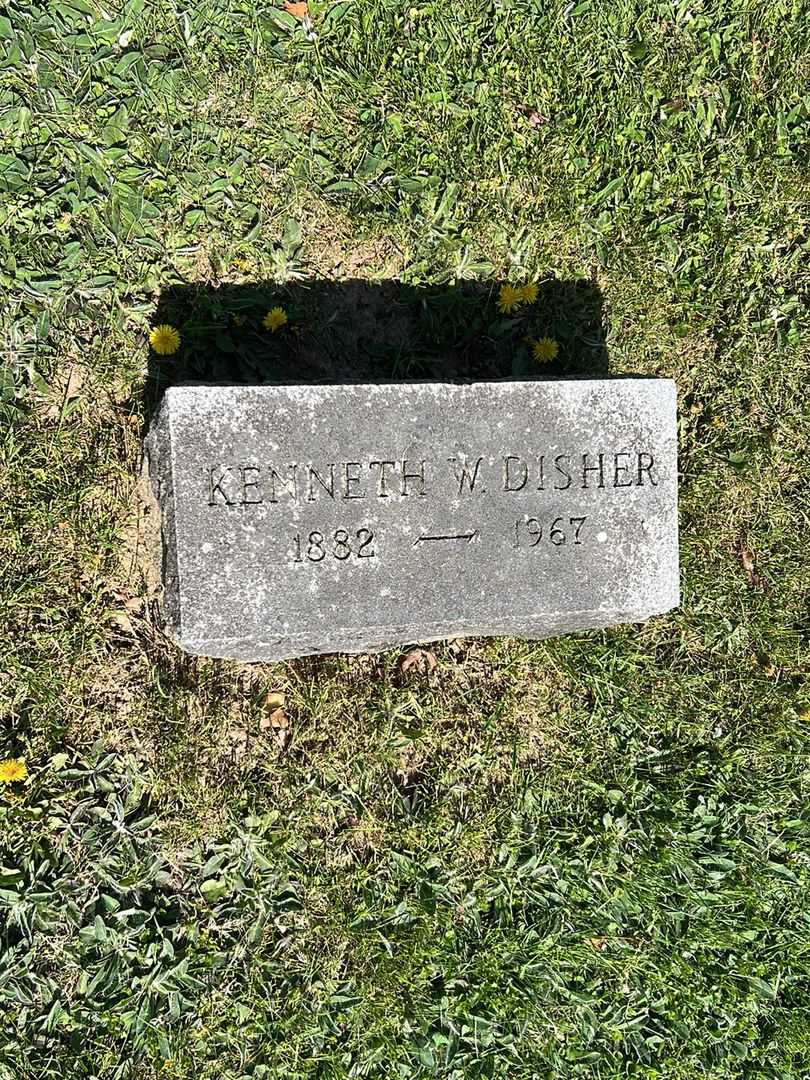 KENNETH W. DISHER
1882 — 1967